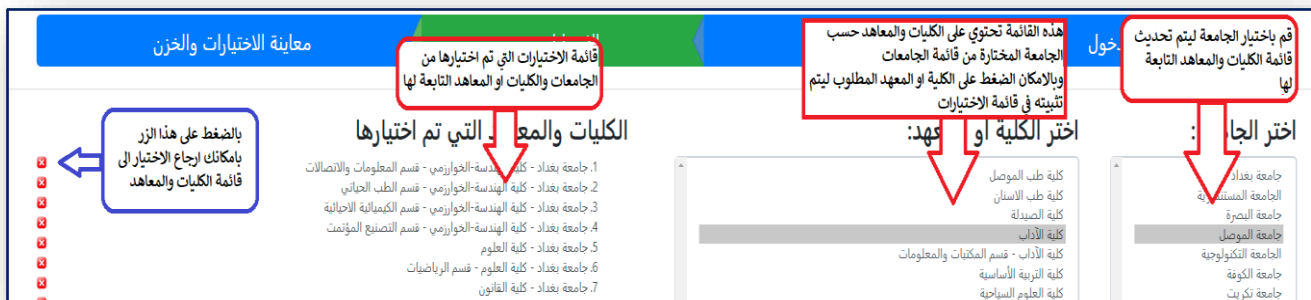 دخول
معاينة الاختيارات والخزن
قم باختيار الجامعة ليتم تحديث
قائمة الكليات والمعاهد التابعة
لها
هذه القائمة تحتوي على الكليات والمعاهد حسب
الجامعة المختارة من قائمة الجامعات
وبالامكان الضغط على الكلية او المعهد المطلوب ليتم
تثبيته في قائمة الاختيارات
قائمة الاختيارات التي تم اختيارها من
الجامعات والكليات او المعاهد التابعة لها
بالضغط على هذا الزر
بامكانك ارجاع الاختيار الى
قائمة الكليات والمعاهد
اختر :
جامعة بغداد
الجامعة
جامعة البصرة
جامعة الموصل
الجامعة التكنولوجية
جامعة الكوفة
جامعة تكريت
اختر الكلية او :
كلية طب الموصل
كلية طب الاسنان
كلية الصيدلة
كلية الآداب
كلية الآداب - قسم المكتبات والمعلومات
كلية التربية الأساسية
كلية العلوم السياحية
الكليات التي تم اختيارها
1. جامعة بغداد - كلية الهندسة-الخوارزمي - قسم المعلومات والاتصالات
2. جامعة بغداد - كلية الهندسة-الخوارزمي - قسم الطب الحياتي
3. جامعة بغداد - كلية الهندسة-الخوارزمي - قسم الكيميائية الاحيائية
4. جامعة بغداد - كلية الهندسة-الخوارزمي - قسم التصنيع المؤتمت
5. جامعة بغداد - كلية العلوم
6. جامعة بغداد - كلية العلوم - قسم الرياضيات
7. جامعة بغداد - كلية القانون